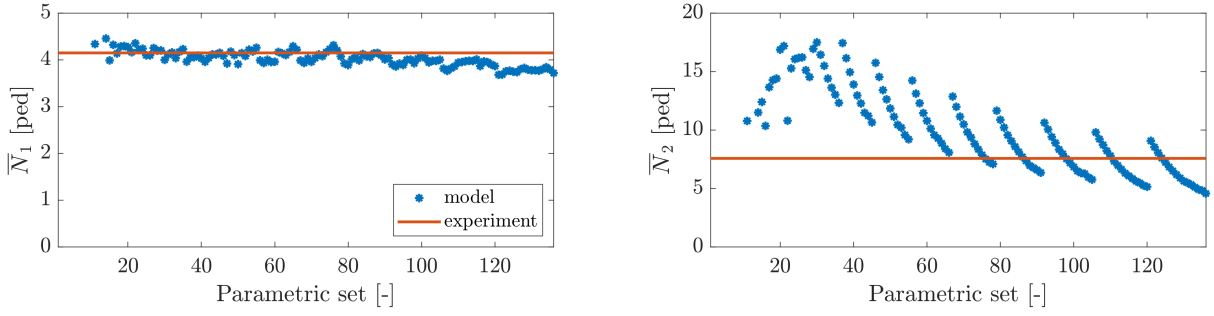 5
4
3
2
1
0
N̅₁ [ped]
model
experiment
20 40 60 80 100 120
Parametric set [-]
20
15
10
5
0
N̅₂ [ped]
20 40 60 80 100 120
Parametric set [-]